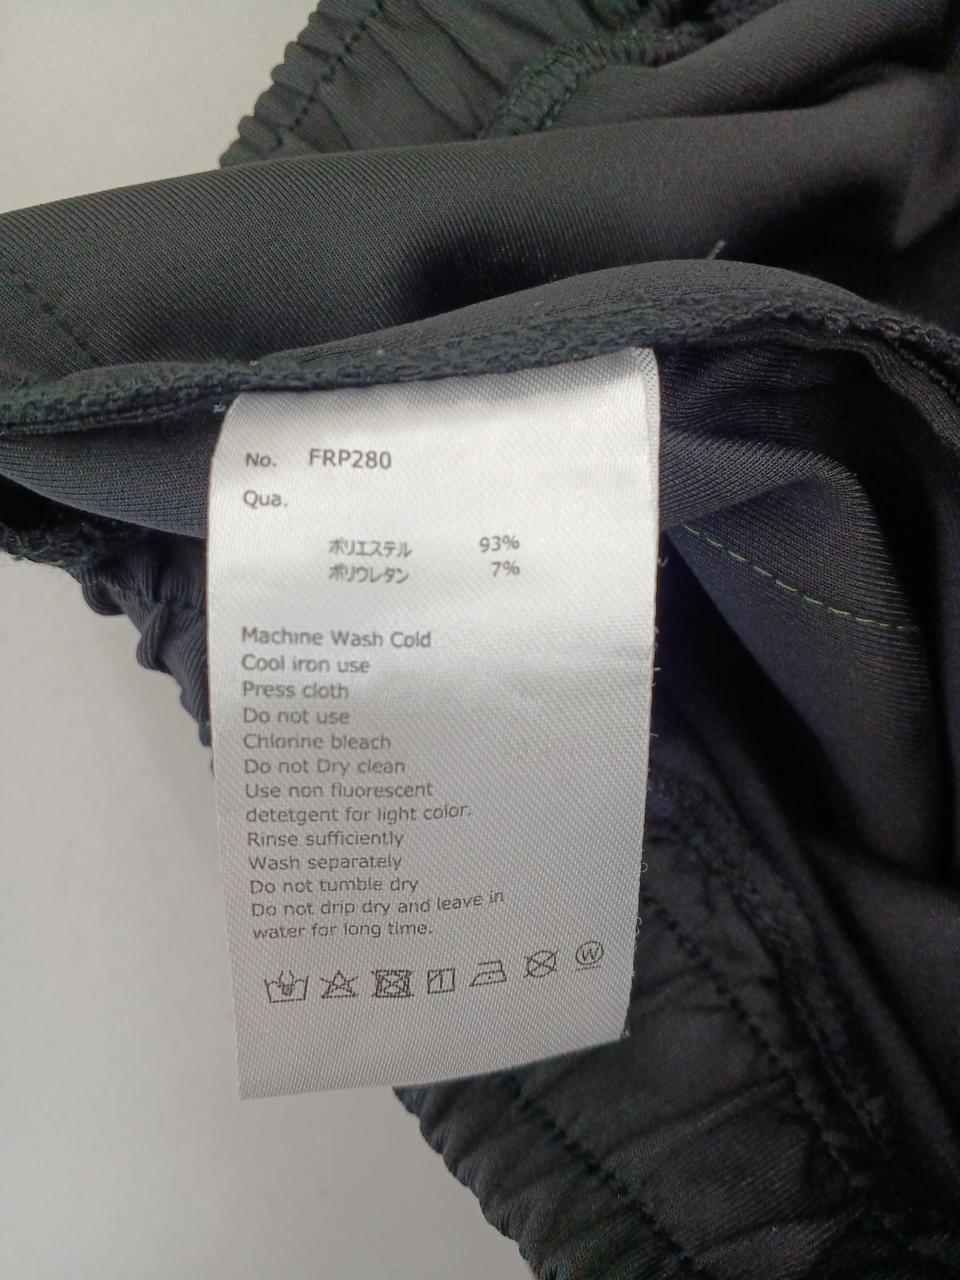 No. FRP280
Qua.
ポリエステル 93%
ポリウレタン 7%
Machine Wash Cold
Cool iron use
Press cloth
Do not use
Chlorine bleach
Do not Dry clean
Use non fluorescent
detetgent for light color.
Rinse sufficiently
Wash separately
Do not tumble dry
Do not drip dry and leave in
water for long time.
W